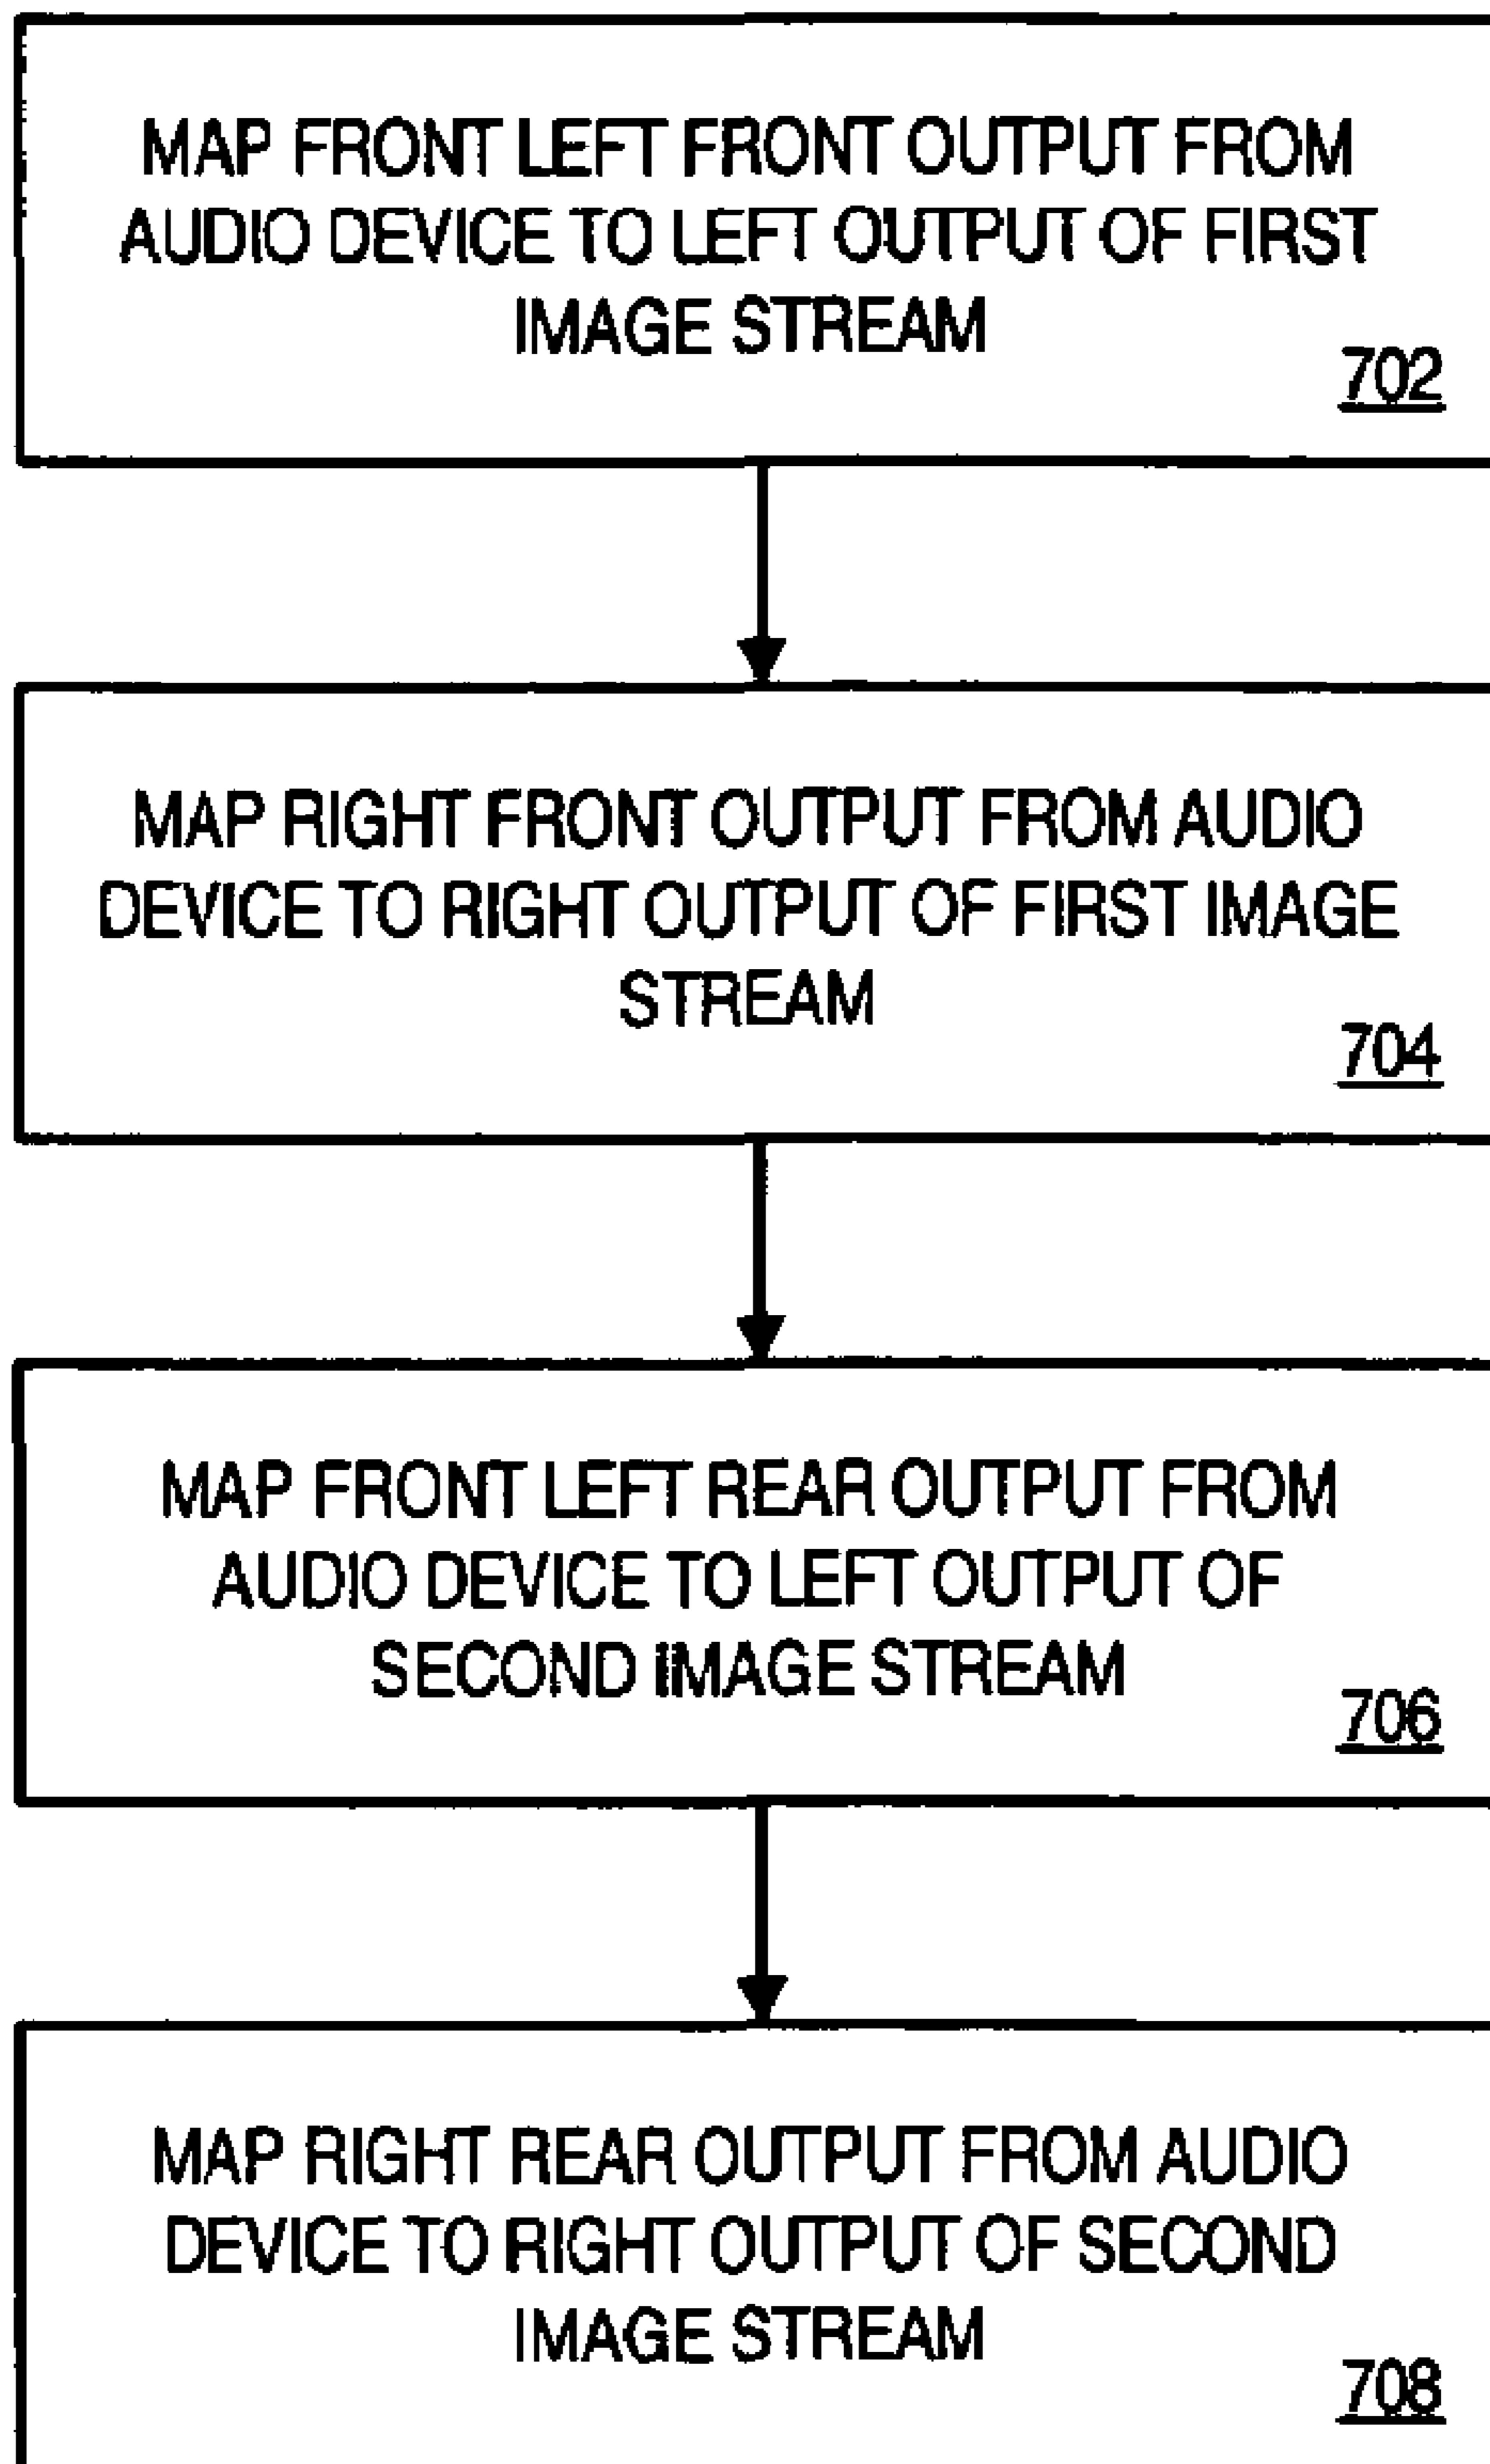 MAP FRONT LEFT FRONT OUTPUT FROM
AUDIO DEVICE TO LEFT OUTPUT OF FIRST
IMAGE STREAM
702
MAP RIGHT FRONT OUTPUT FROM AUDIO
DEVICE TO RIGHT OUTPUT OF FIRST IMAGE
STREAM
704
MAP FRONT LEFT REAR OUTPUT FROM
AUDIO DEVICE TO LEFT OUTPUT OF
SECOND IMAGE STREAM
706
MAP RIGHT REAR OUTPUT FROM AUDIO
DEVICE TO RIGHT OUTPUT OF SECOND
IMAGE STREAM
708